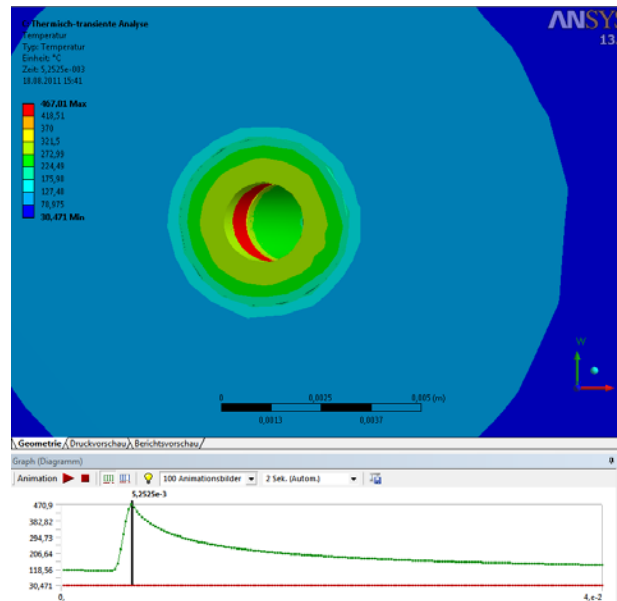 C: Thermisch-transiente Analyse
Temperatur
Typ: Temperatur
Einheit: °C
Zeit: 5,2525e-003
18.08.2011 15:41
467,01 Max
418,51
370
321,5
272,99
224,49
175,98
127,48
78,975
30,471 Min
ANSYS
13.
W
0 0,0025 0,005 (m)
0,0013 0,0037
Geometrie Druckvorschau Berichtsvorschau
Graph (Diagramm)
Animation 100 Animationsbilder 2 Sek. (Autom.)
5,2525e-3
470,9
382,82
294,73
206,64
118,56
30,471
0, 4,e-2